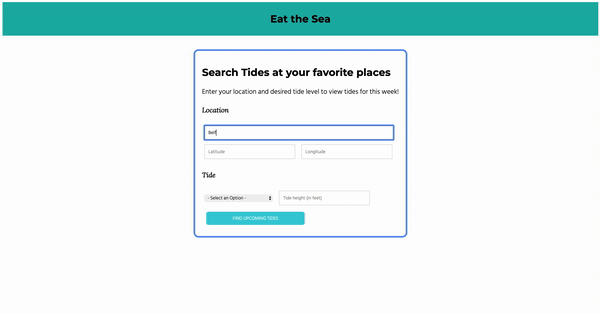 Eat the Sea
Search Tides at your favorite places
Enter your location and desired tide level to view tides for this week!
Location
Latitude Longitude
Tide
- Select an Option - Tide height (in feet)
FIND UPCOMING TIDES